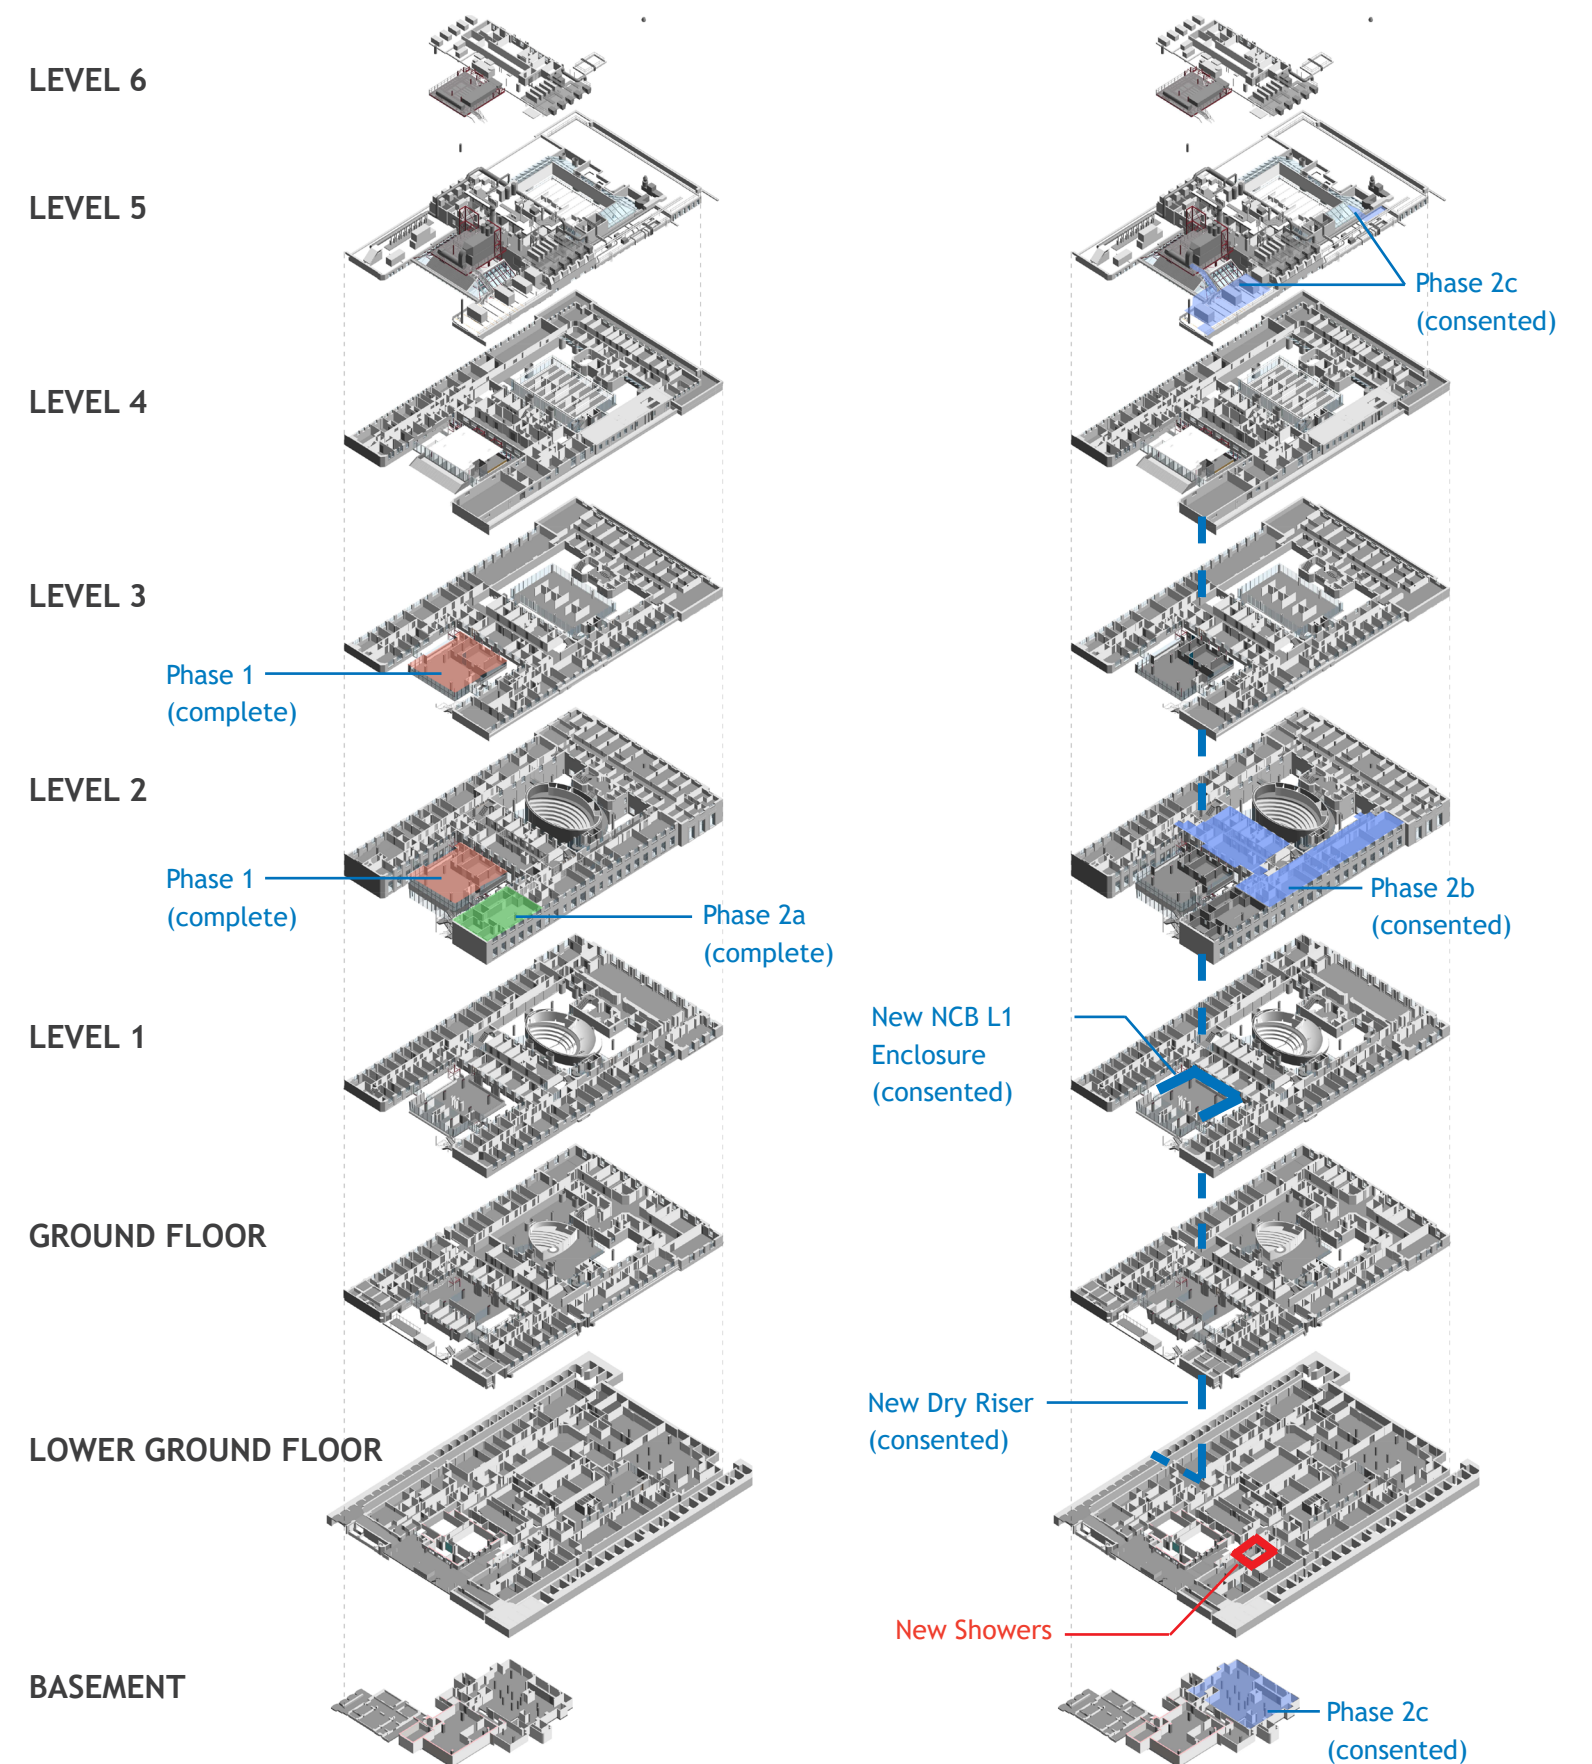 LEVEL 6
LEVEL 5
Phase 2c
(consented)
LEVEL 4
LEVEL 3
Phase 1
(complete)
LEVEL 2
Phase 1
(complete)
Phase 2a
(complete)
Phase 2b
(consented)
LEVEL 1
New NCB L1
Enclosure
(consented)
GROUND FLOOR
New Dry Riser
(consented)
LOWER GROUND FLOOR
New Showers
BASEMENT
Phase 2c
(consented)